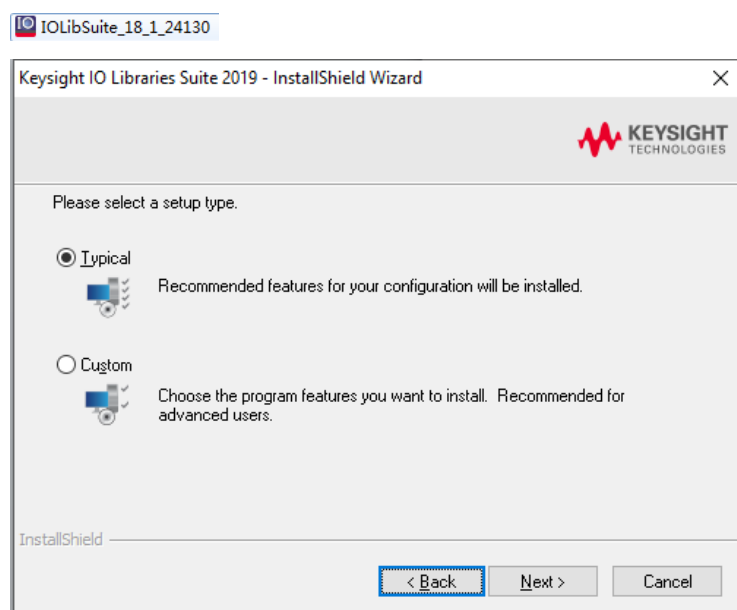 IO IOLibSuite_18_1_24130
Keysight IO Libraries Suite 2019 - InstallShield Wizard
KEYSIGHT
TECHNOLOGIES
Please select a setup type.
Typical
Recommended features for your configuration will be installed.
Custom
Choose the program features you want to install. Recommended for
advanced users.
InstallShield
< Back Next > Cancel